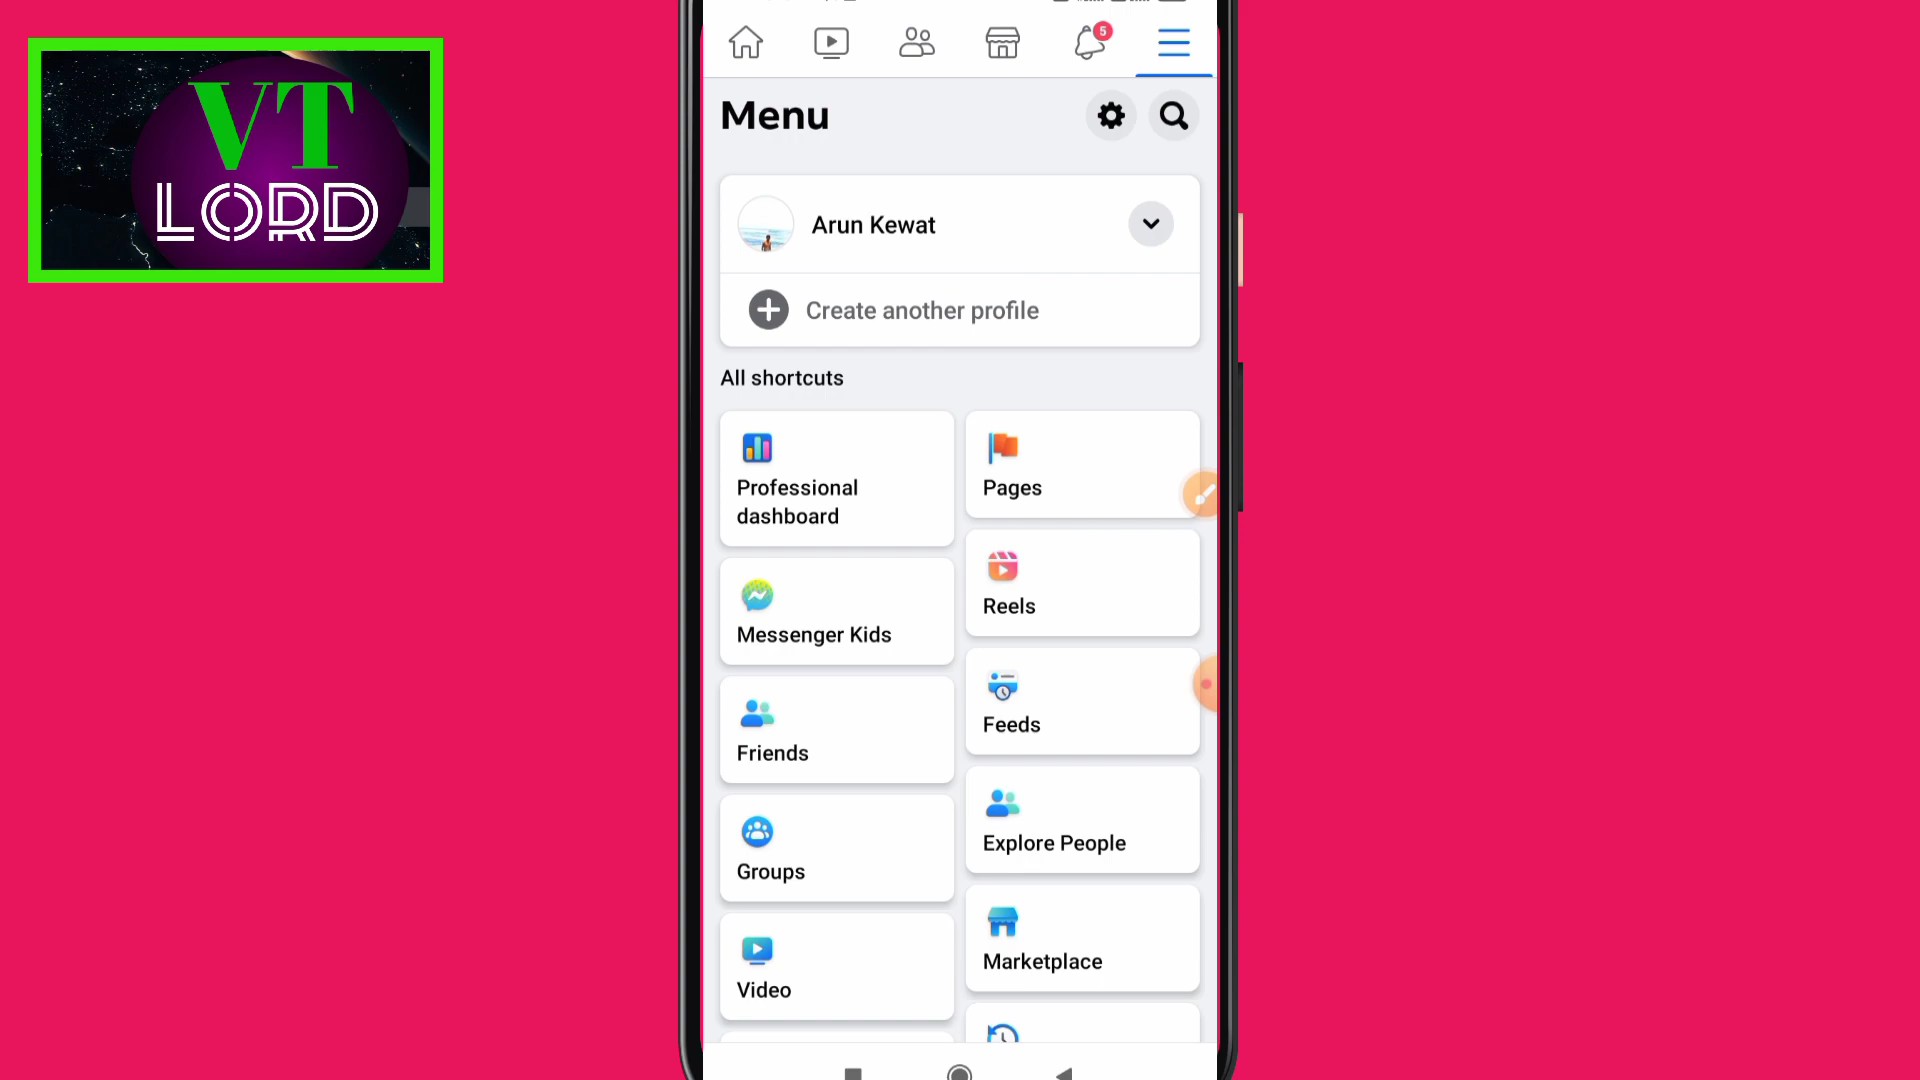 VT
LORD
5
Menu
Arun Kewat
Create another profile
All shortcuts
Professional
dashboard
Pages
Messenger Kids
Reels
Friends
Feeds
Groups
Explore People
Video
Marketplace